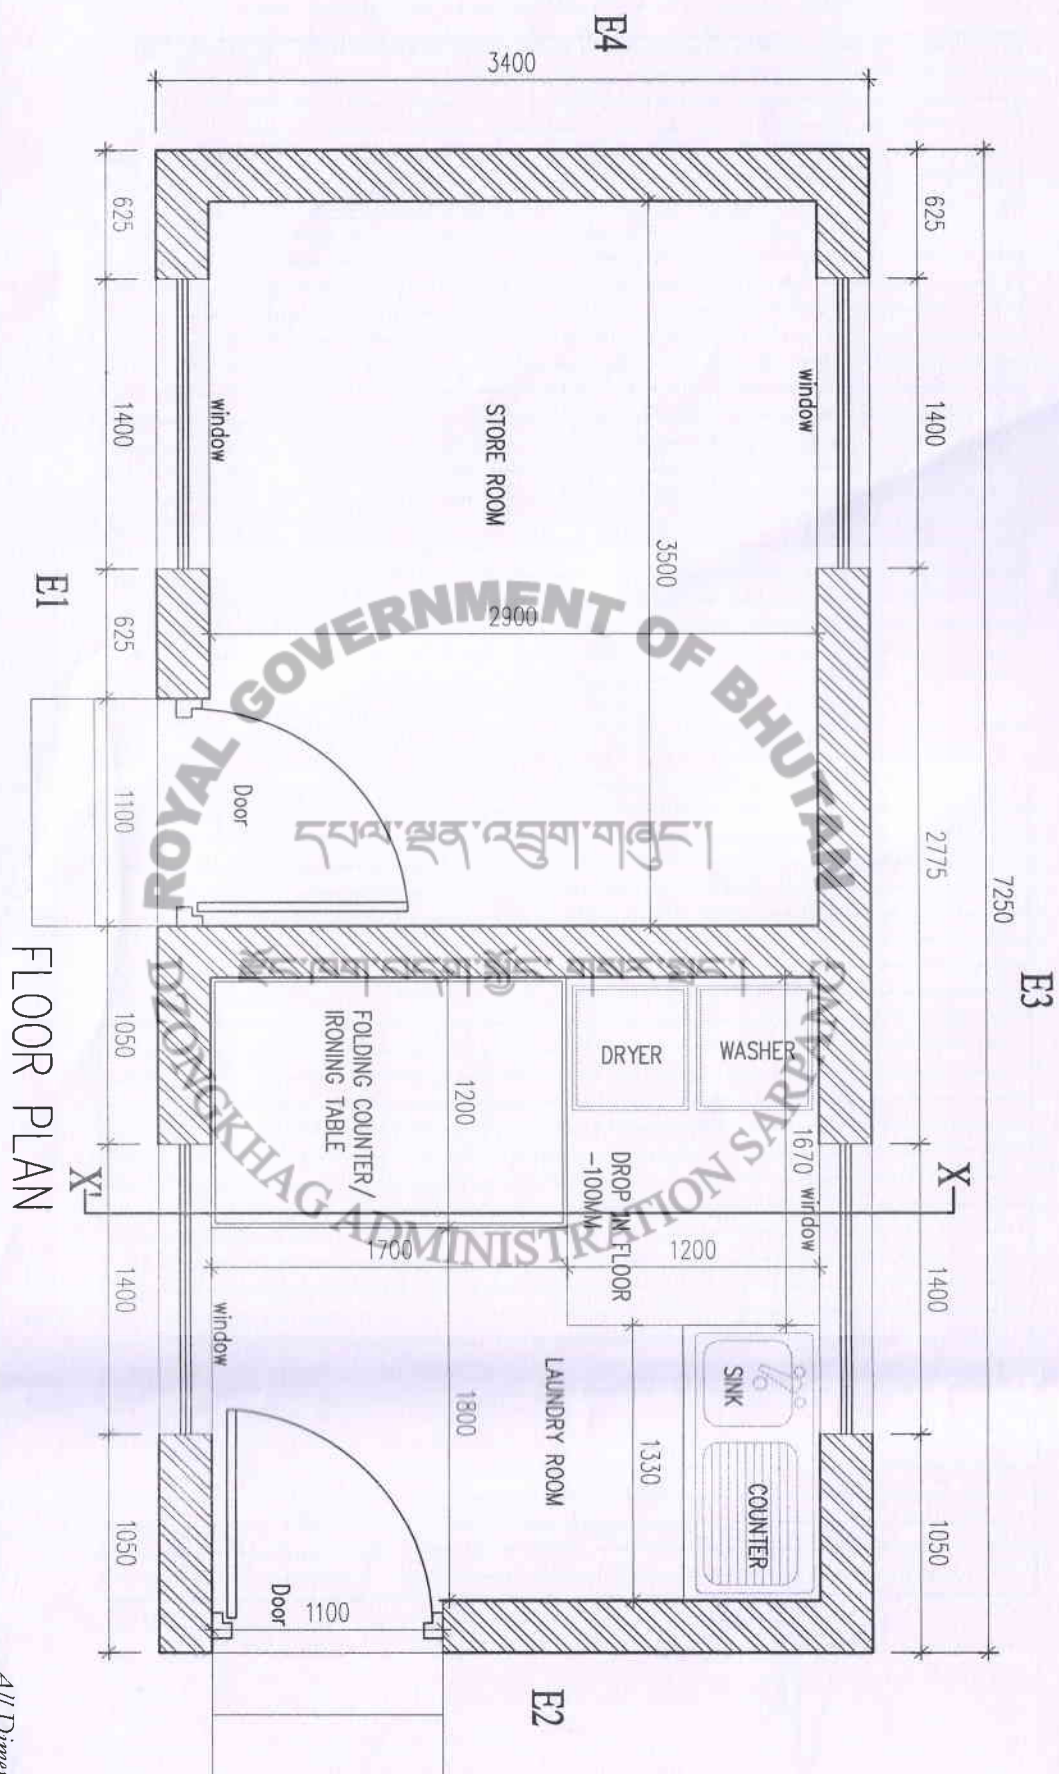 E3
7250
625
1400
2775
1400
1050
X
window
window
1670
WASHER
DRYER
SINK
COUNTER
DROP IN FLOOR
-100MM
1200
1330
3500
2900
STORE ROOM
LAUNDRY ROOM
1200
1800
1700
FOLDING COUNTER/
IRONING TABLE
Door
window
window
Door
1100
3400
E4
E2
625
1400
625
1100
1050
1400
1050
X'
E1
FLOOR PLAN
ROYAL GOVERNMENT OF BHUTAN
དཔལ་ལྡན་འབྲུག་གཞུང་།
DZONGKHAG ADMINISTRATION SARPANG